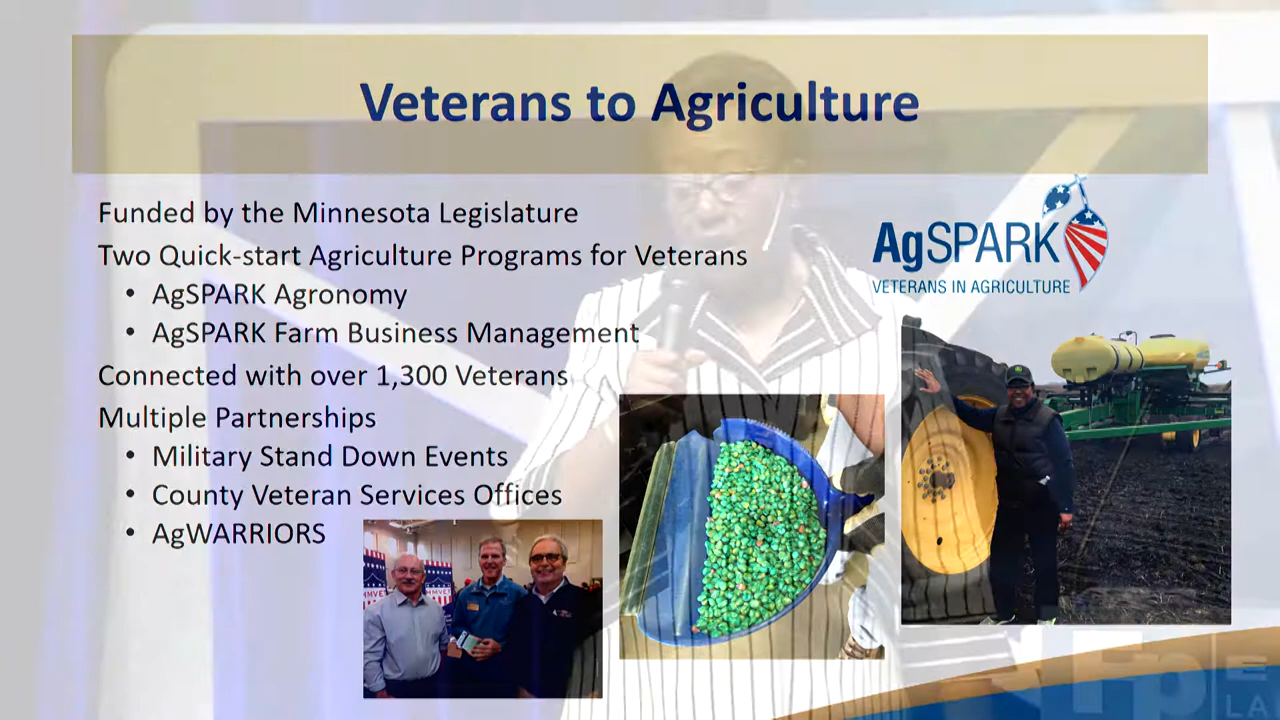 Veterans to Agriculture
Funded by the Minnesota Legislature
Two Quick-start Agriculture Programs for Veterans
• AgSPARK Agronomy
• AgSPARK Farm Business Management
Connected with over 1,300 Veterans
Multiple Partnerships
• Military Stand Down Events
• County Veteran Services Offices
• AgWARRIORS
AgSPARK
VETERANS IN AGRICULTURE